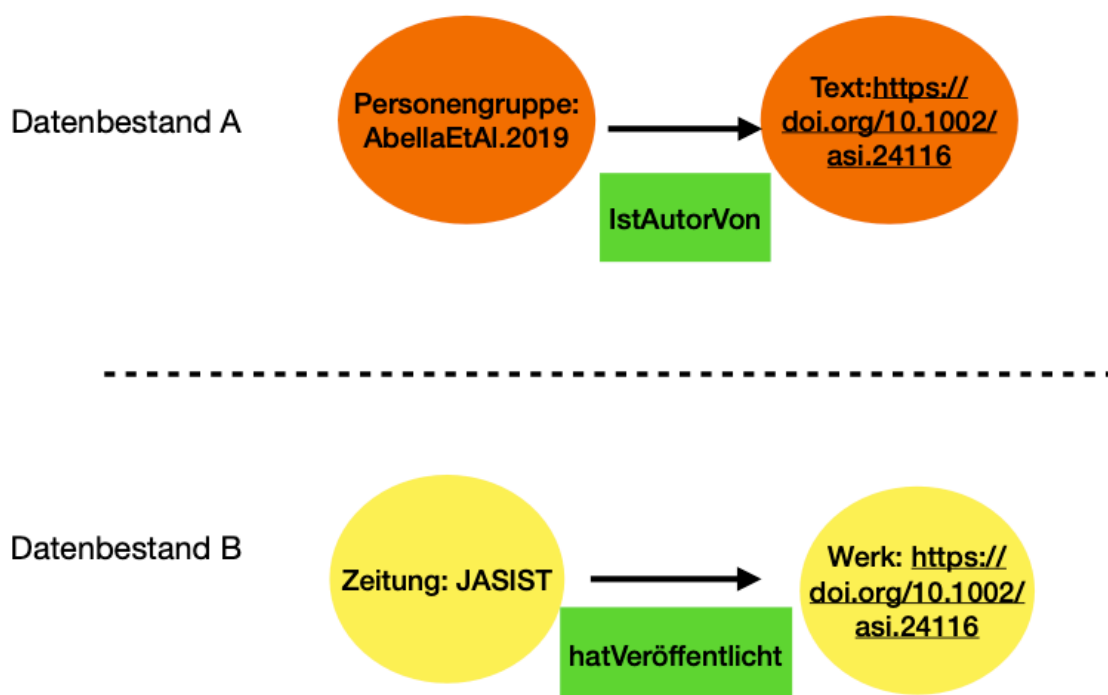 Datenbestand A
Personengruppe:
AbellaEtAl.2019
Text:https://
doi.org/10.1002/
asi.24116
IstAutorVon
Datenbestand B
Zeitung: JASIST
Werk: https://
doi.org/10.1002/
asi.24116
hatVeröffentlicht